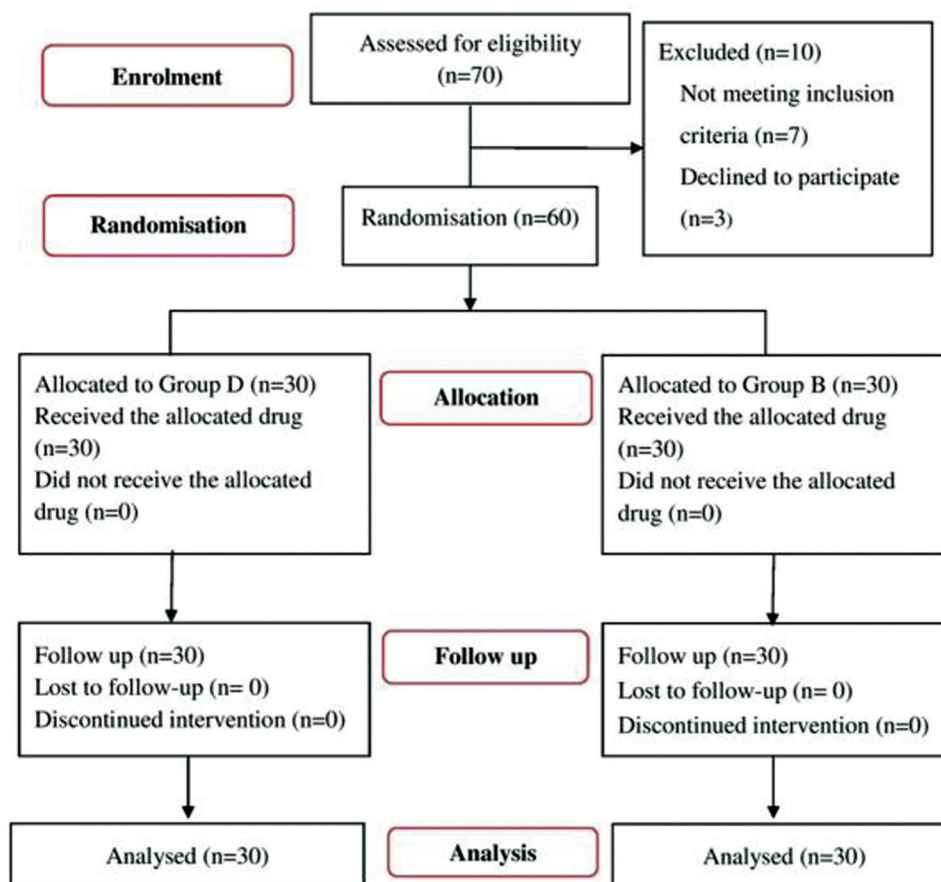 Enrolment
Assessed for eligibility
(n=70)
Excluded (n=10)
Not meeting inclusion
criteria (n=7)
Declined to participate
(n=3)
Randomisation
Randomisation (n=60)
Allocated to Group D (n=30)
Received the allocated drug
(n=30)
Did not receive the allocated
drug (n=0)
Allocation
Allocated to Group B (n=30)
Received the allocated drug
(n=30)
Did not receive the allocated
drug (n=0)
Follow up (n=30)
Lost to follow-up (n= 0)
Discontinued intervention (n=0)
Follow up
Follow up (n=30)
Lost to follow-up (n= 0)
Discontinued intervention (n=0)
Analysed (n=30)
Analysis
Analysed (n=30)